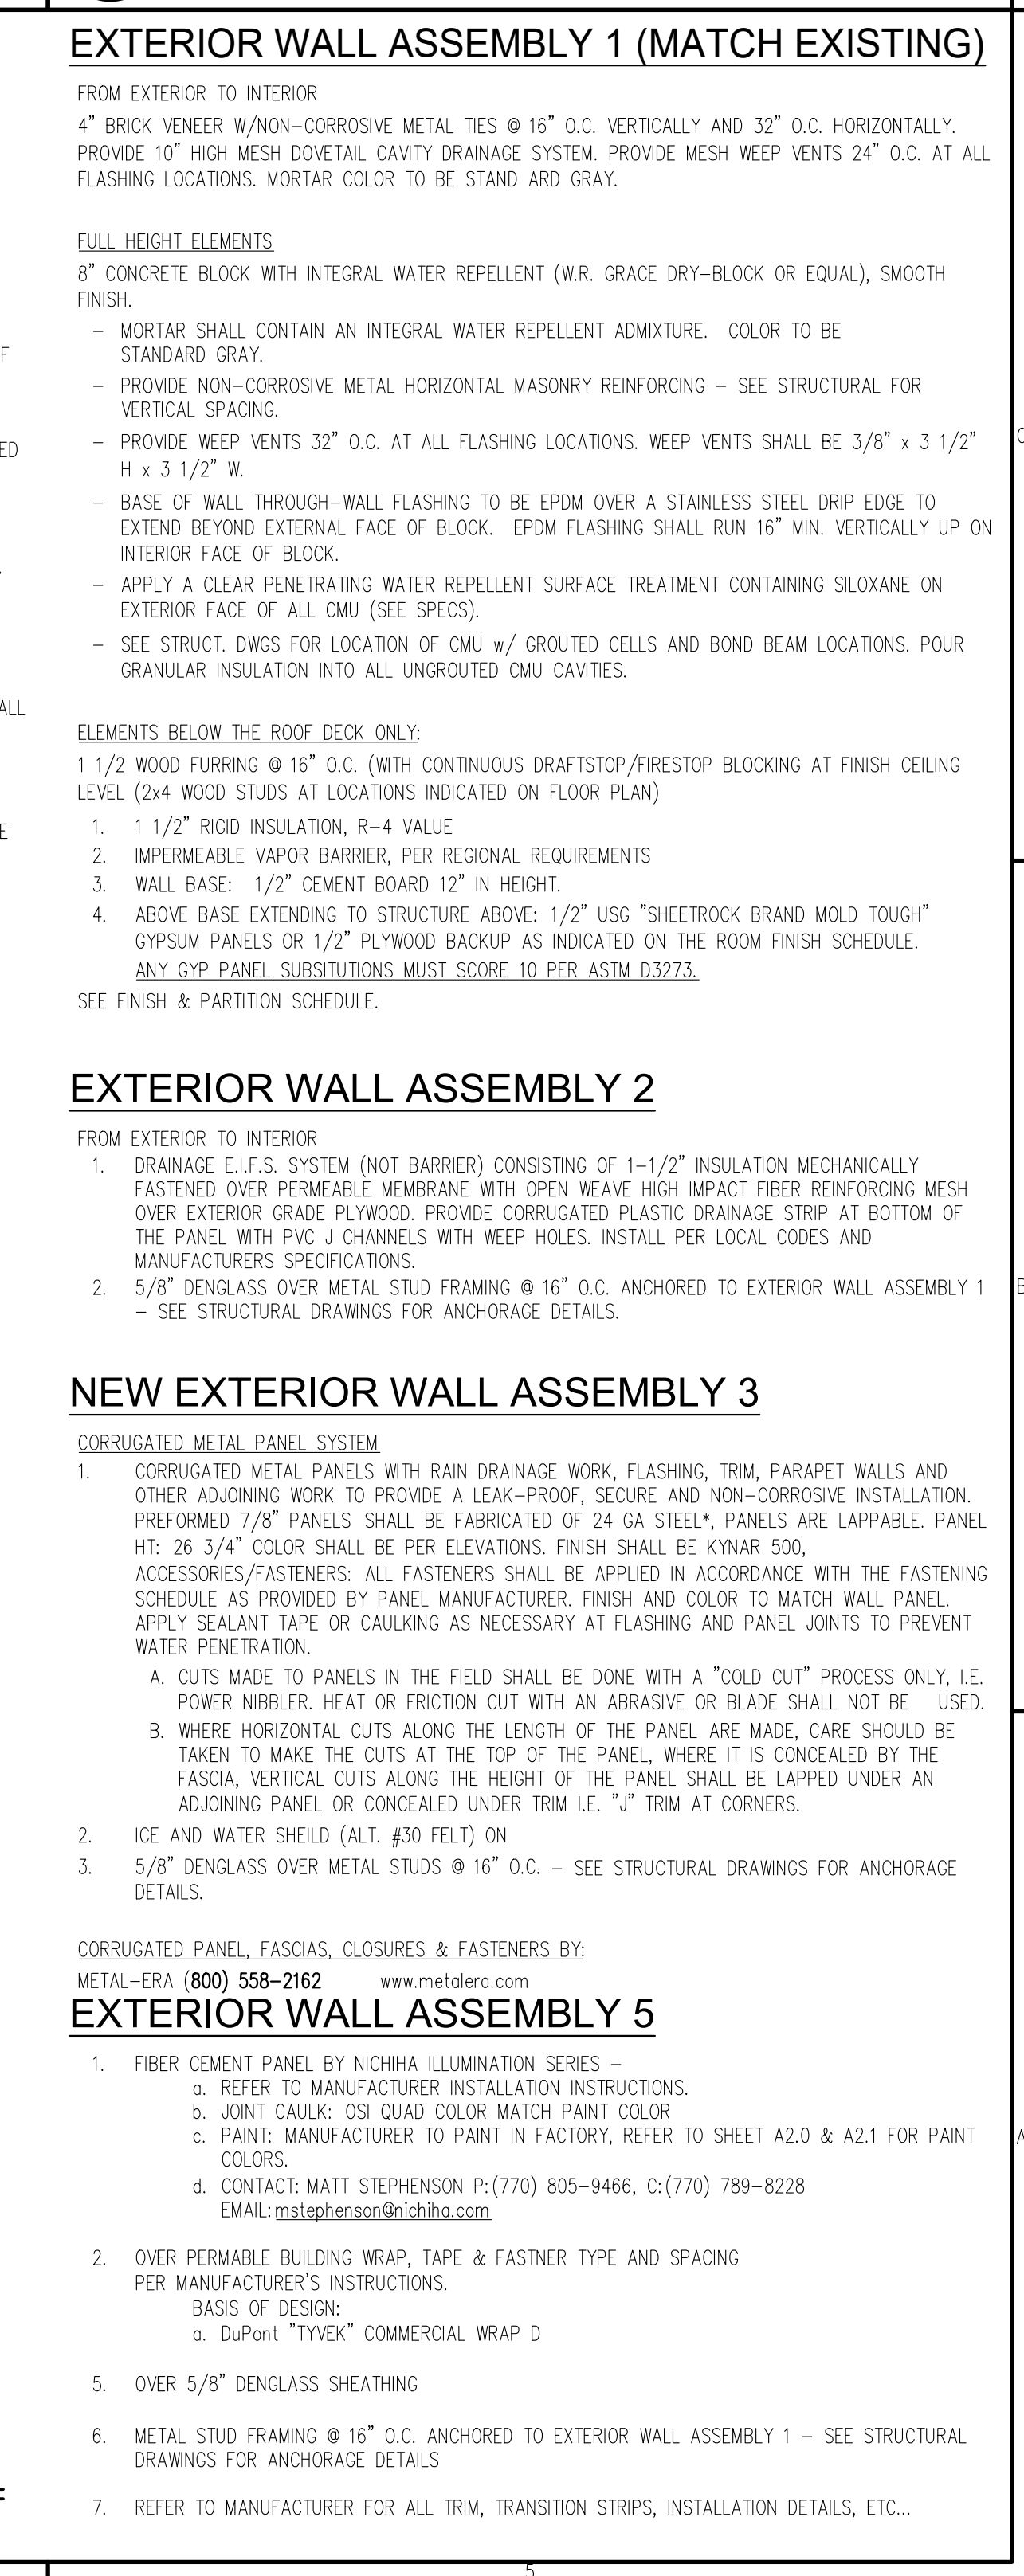 EXTERIOR WALL ASSEMBLY 1 (MATCH EXISTING)
FROM EXTERIOR TO INTERIOR
4" BRICK VENEER W/NON-CORROSIVE METAL TIES @ 16" O.C. VERTICALLY AND 32" O.C. HORIZONTALLY.
PROVIDE 10" HIGH MESH DOVETAIL CAVITY DRAINAGE SYSTEM. PROVIDE MESH WEEP VENTS 24" O.C. AT ALL
FLASHING LOCATIONS. MORTAR COLOR TO BE STAND ARD GRAY.
FULL HEIGHT ELEMENTS
8" CONCRETE BLOCK WITH INTEGRAL WATER REPELLENT (W.R. GRACE DRY-BLOCK OR EQUAL), SMOOTH
FINISH.
- MORTAR SHALL CONTAIN AN INTEGRAL WATER REPELLENT ADMIXTURE. COLOR TO BE
STANDARD GRAY.
- PROVIDE NON-CORROSIVE METAL HORIZONTAL MASONRY REINFORCING - SEE STRUCTURAL FOR
VERTICAL SPACING.
- PROVIDE WEEP VENTS 32" O.C. AT ALL FLASHING LOCATIONS. WEEP VENTS SHALL BE 3/8" x 3 1/2"
H x 3 1/2" W.
- BASE OF WALL THROUGH-WALL FLASHING TO BE EPDM OVER A STAINLESS STEEL DRIP EDGE TO
EXTEND BEYOND EXTERNAL FACE OF BLOCK. EPDM FLASHING SHALL RUN 16" MIN. VERTICALLY UP ON
INTERIOR FACE OF BLOCK.
- APPLY A CLEAR PENETRATING WATER REPELLENT SURFACE TREATMENT CONTAINING SILOXANE ON
EXTERIOR FACE OF ALL CMU (SEE SPECS).
- SEE STRUCT. DWGS FOR LOCATION OF CMU w/ GROUTED CELLS AND BOND BEAM LOCATIONS. POUR
GRANULAR INSULATION INTO ALL UNGROUTED CMU CAVITIES.
ELEMENTS BELOW THE ROOF DECK ONLY:
1 1/2 WOOD FURRING @ 16" O.C. (WITH CONTINUOUS DRAFTSTOP/FIRESTOP BLOCKING AT FINISH CEILING
LEVEL (2x4 WOOD STUDS AT LOCATIONS INDICATED ON FLOOR PLAN)
1. 1 1/2" RIGID INSULATION, R-4 VALUE
2. IMPERMEABLE VAPOR BARRIER, PER REGIONAL REQUIREMENTS
3. WALL BASE: 1/2" CEMENT BOARD 12" IN HEIGHT.
4. ABOVE BASE EXTENDING TO STRUCTURE ABOVE: 1/2" USG "SHEETROCK BRAND MOLD TOUGH"
GYPSUM PANELS OR 1/2" PLYWOOD BACKUP AS INDICATED ON THE ROOM FINISH SCHEDULE.
ANY GYP PANEL SUBSITUTIONS MUST SCORE 10 PER ASTM D3273.
SEE FINISH & PARTITION SCHEDULE.
EXTERIOR WALL ASSEMBLY 2
FROM EXTERIOR TO INTERIOR
1. DRAINAGE E.I.F.S. SYSTEM (NOT BARRIER) CONSISTING OF 1-1/2" INSULATION MECHANICALLY
FASTENED OVER PERMEABLE MEMBRANE WITH OPEN WEAVE HIGH IMPACT FIBER REINFORCING MESH
OVER EXTERIOR GRADE PLYWOOD. PROVIDE CORRUGATED PLASTIC DRAINAGE STRIP AT BOTTOM OF
THE PANEL WITH PVC J CHANNELS WITH WEEP HOLES. INSTALL PER LOCAL CODES AND
MANUFACTURERS SPECIFICATIONS.
2. 5/8" DENGLASS OVER METAL STUD FRAMING @ 16" O.C. ANCHORED TO EXTERIOR WALL ASSEMBLY 1
- SEE STRUCTURAL DRAWINGS FOR ANCHORAGE DETAILS.
NEW EXTERIOR WALL ASSEMBLY 3
CORRUGATED METAL PANEL SYSTEM
1. CORRUGATED METAL PANELS WITH RAIN DRAINAGE WORK, FLASHING, TRIM, PARAPET WALLS AND
OTHER ADJOINING WORK TO PROVIDE A LEAK-PROOF, SECURE AND NON-CORROSIVE INSTALLATION.
PREFORMED 7/8" PANELS SHALL BE FABRICATED OF 24 GA STEEL*, PANELS ARE LAPPABLE. PANEL
HT: 26 3/4" COLOR SHALL BE PER ELEVATIONS. FINISH SHALL BE KYNAR 500,
ACCESSORIES/FASTENERS: ALL FASTENERS SHALL BE APPLIED IN ACCORDANCE WITH THE FASTENING
SCHEDULE AS PROVIDED BY PANEL MANUFACTURER. FINISH AND COLOR TO MATCH WALL PANEL.
APPLY SEALANT TAPE OR CAULKING AS NECESSARY AT FLASHING AND PANEL JOINTS TO PREVENT
WATER PENETRATION.
A. CUTS MADE TO PANELS IN THE FIELD SHALL BE DONE WITH A "COLD CUT" PROCESS ONLY, I.E.
POWER NIBBLER. HEAT OR FRICTION CUT WITH AN ABRASIVE OR BLADE SHALL NOT BE USED.
B. WHERE HORIZONTAL CUTS ALONG THE LENGTH OF THE PANEL ARE MADE, CARE SHOULD BE
TAKEN TO MAKE THE CUTS AT THE TOP OF THE PANEL, WHERE IT IS CONCEALED BY THE
FASCIA, VERTICAL CUTS ALONG THE HEIGHT OF THE PANEL SHALL BE LAPPED UNDER AN
ADJOINING PANEL OR CONCEALED UNDER TRIM I.E. "J" TRIM AT CORNERS.
2. ICE AND WATER SHEILD (ALT. #30 FELT) ON
3. 5/8" DENGLASS OVER METAL STUDS @ 16" O.C. - SEE STRUCTURAL DRAWINGS FOR ANCHORAGE
DETAILS.
CORRUGATED PANEL, FASCIAS, CLOSURES & FASTENERS BY:
METAL-ERA (800) 558-2162 www.metalera.com
EXTERIOR WALL ASSEMBLY 5
1. FIBER CEMENT PANEL BY NICHIHA ILLUMINATION SERIES -
a. REFER TO MANUFACTURER INSTALLATION INSTRUCTIONS.
b. JOINT CAULK: OSI QUAD COLOR MATCH PAINT COLOR
c. PAINT: MANUFACTURER TO PAINT IN FACTORY, REFER TO SHEET A2.0 & A2.1 FOR PAINT
COLORS.
d. CONTACT: MATT STEPHENSON P:(770) 805-9466, C:(770) 789-8228
EMAIL: mstephenson@nichiha.com
2. OVER PERMABLE BUILDING WRAP, TAPE & FASTNER TYPE AND SPACING
PER MANUFACTURER'S INSTRUCTIONS.
BASIS OF DESIGN:
a. DuPont "TYVEK" COMMERCIAL WRAP D
5. OVER 5/8" DENGLASS SHEATHING
6. METAL STUD FRAMING @ 16" O.C. ANCHORED TO EXTERIOR WALL ASSEMBLY 1 - SEE STRUCTURAL
DRAWINGS FOR ANCHORAGE DETAILS
7. REFER TO MANUFACTURER FOR ALL TRIM, TRANSITION STRIPS, INSTALLATION DETAILS, ETC...